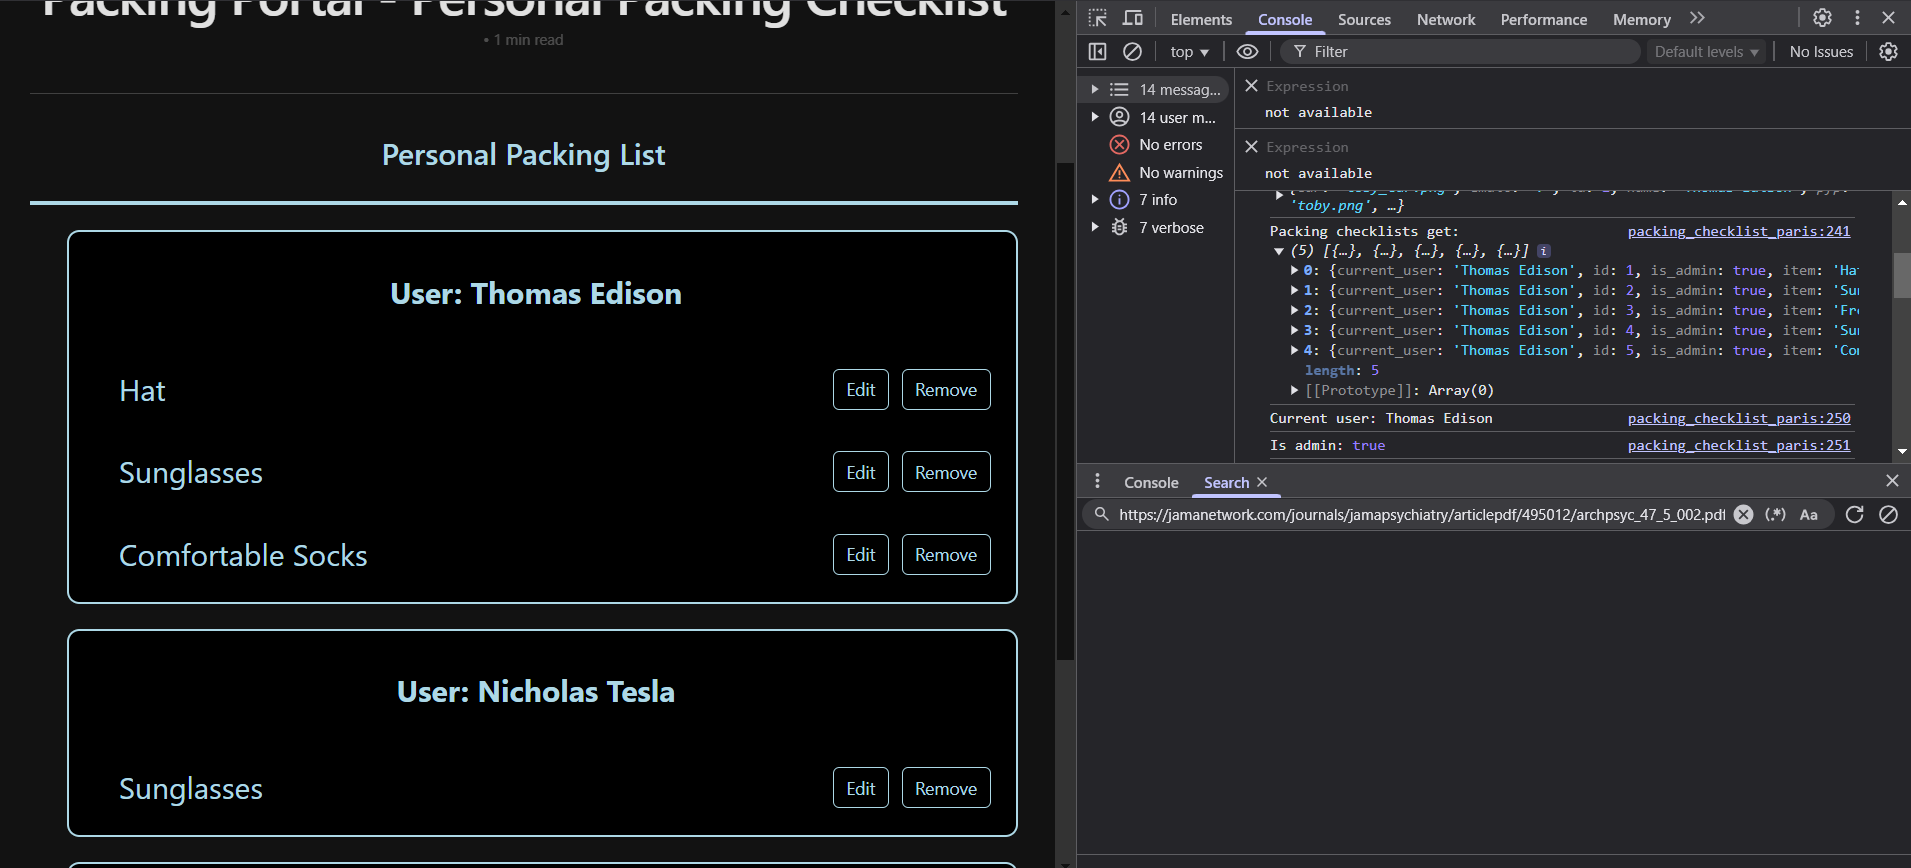 Packing Portal - Personal Packing Checklist
• 1 min read
Personal Packing List
User: Thomas Edison
Hat Edit Remove
Sunglasses Edit Remove
Comfortable Socks Edit Remove
User: Nicholas Tesla
Sunglasses Edit Remove
Elements Console Sources Network Performance Memory
top ▼ Filter Default levels ▼ No Issues
14 messag...
14 user m...
No errors
No warnings
7 info
7 verbose
Expression
not available
Expression
not available
'toby.png', …}
Packing checklists get: packing_checklist_paris:241
(5) [{…}, {…}, {…}, {…}, {…}] i
0: {current_user: 'Thomas Edison', id: 1, is_admin: true, item: 'Ha
1: {current_user: 'Thomas Edison', id: 2, is_admin: true, item: 'Su
2: {current_user: 'Thomas Edison', id: 3, is_admin: true, item: 'Fr
3: {current_user: 'Thomas Edison', id: 4, is_admin: true, item: 'Su
4: {current_user: 'Thomas Edison', id: 5, is_admin: true, item: 'Co
length: 5
[[Prototype]]: Array(0)
Current user: Thomas Edison packing_checklist_paris:250
Is admin: true packing_checklist_paris:251
Console Search
https://jamanetwork.com/journals/jamapsychiatry/articlepdf/495012/archpsyc_47_5_002.pdf (.*) Aa